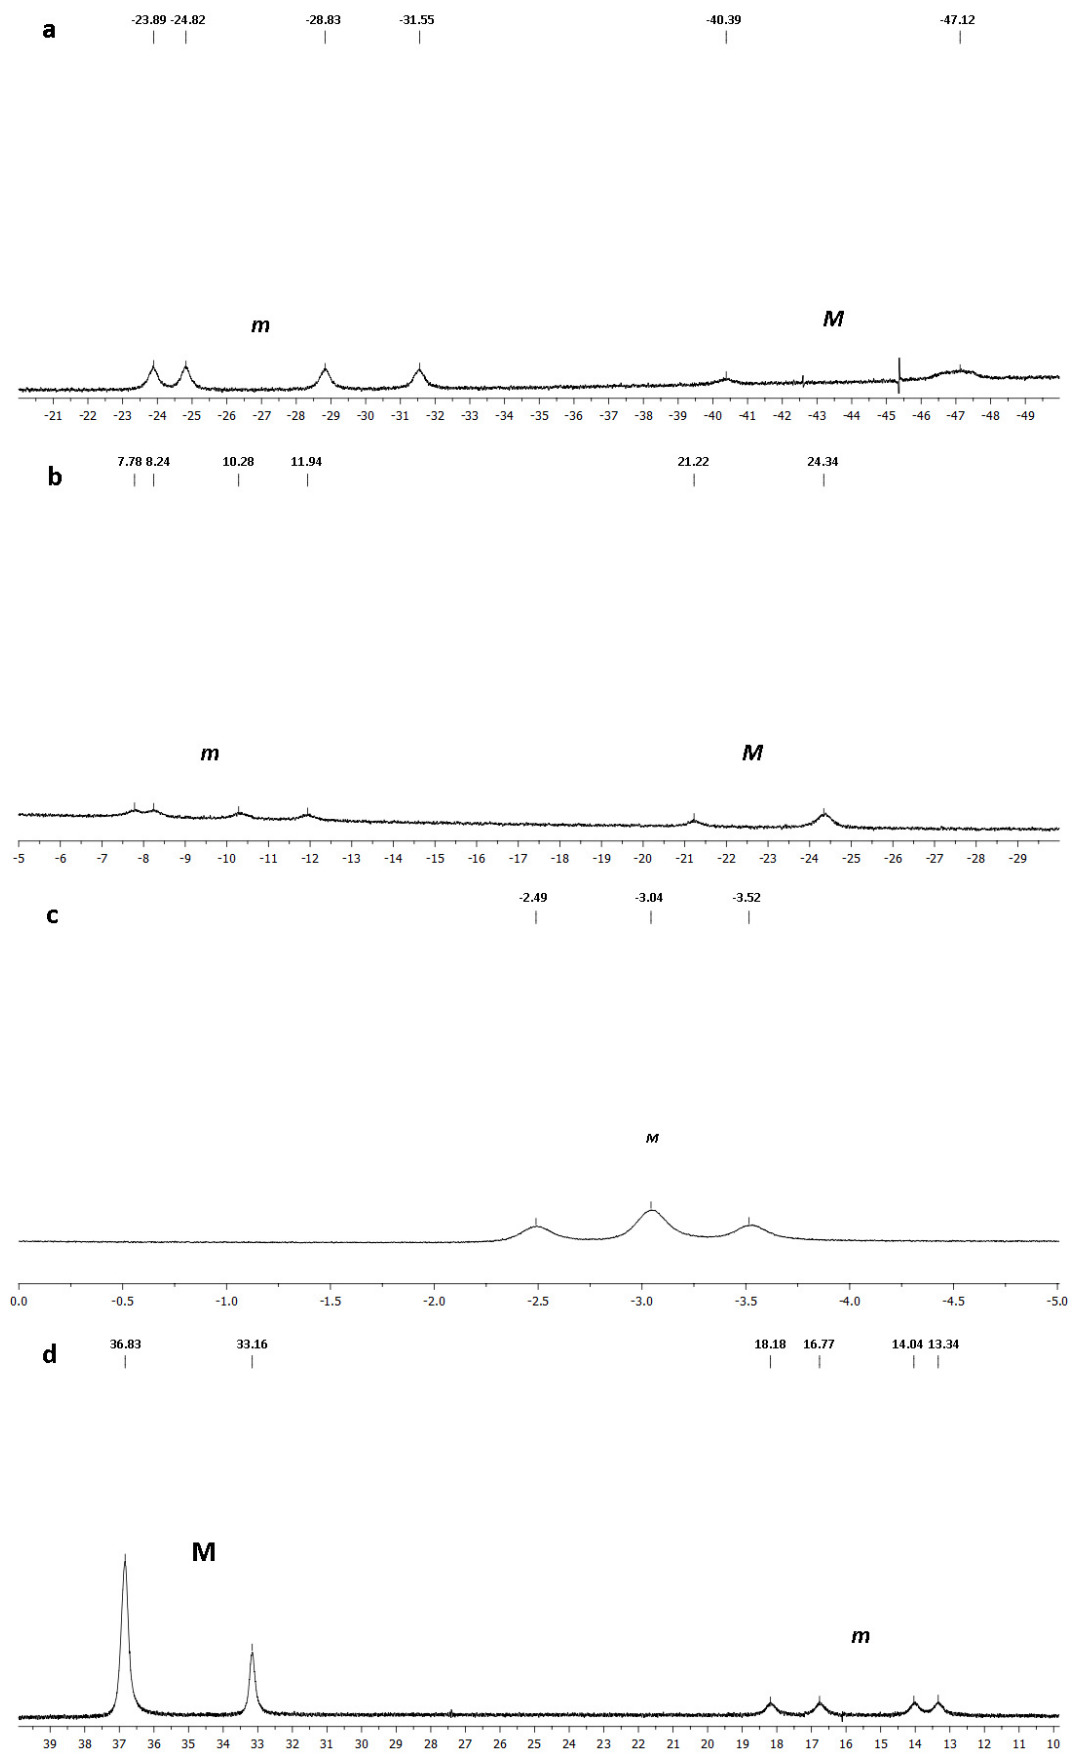 a
-23.89 -24.82 -28.83 -31.55 -40.39 -47.12
m M
-21 -22 -23 -24 -25 -26 -27 -28 -29 -30 -31 -32 -33 -34 -35 -36 -37 -38 -39 -40 -41 -42 -43 -44 -45 -46 -47 -48 -49
b
7.78 8.24 10.28 11.94 21.22 24.34
m M
-5 -6 -7 -8 -9 -10 -11 -12 -13 -14 -15 -16 -17 -18 -19 -20 -21 -22 -23 -24 -25 -26 -27 -28 -29
c
-2.49 -3.04 -3.52
M
0.0 -0.5 -1.0 -1.5 -2.0 -2.5 -3.0 -3.5 -4.0 -4.5 -5.0
d
36.83 33.16 18.18 16.77 14.04 13.34
M m
39 38 37 36 35 34 33 32 31 30 29 28 27 26 25 24 23 22 21 20 19 18 17 16 15 14 13 12 11 10